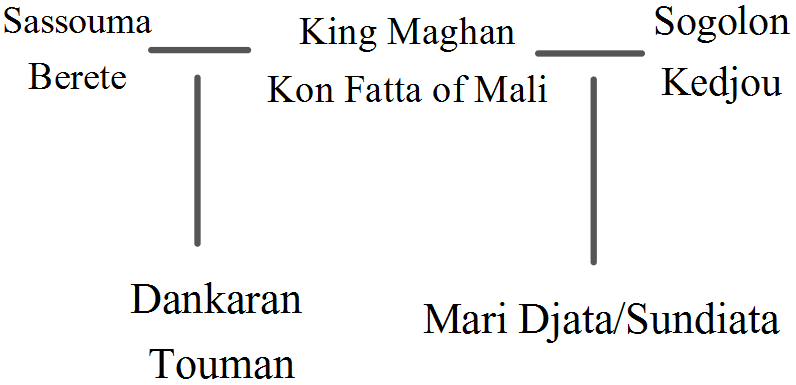 Sassouma
Berete
King Maghan
Kon Fatta of Mali
Sogolon
Kedjou
Dankaran
Touman
Mari Djata/Sundiata